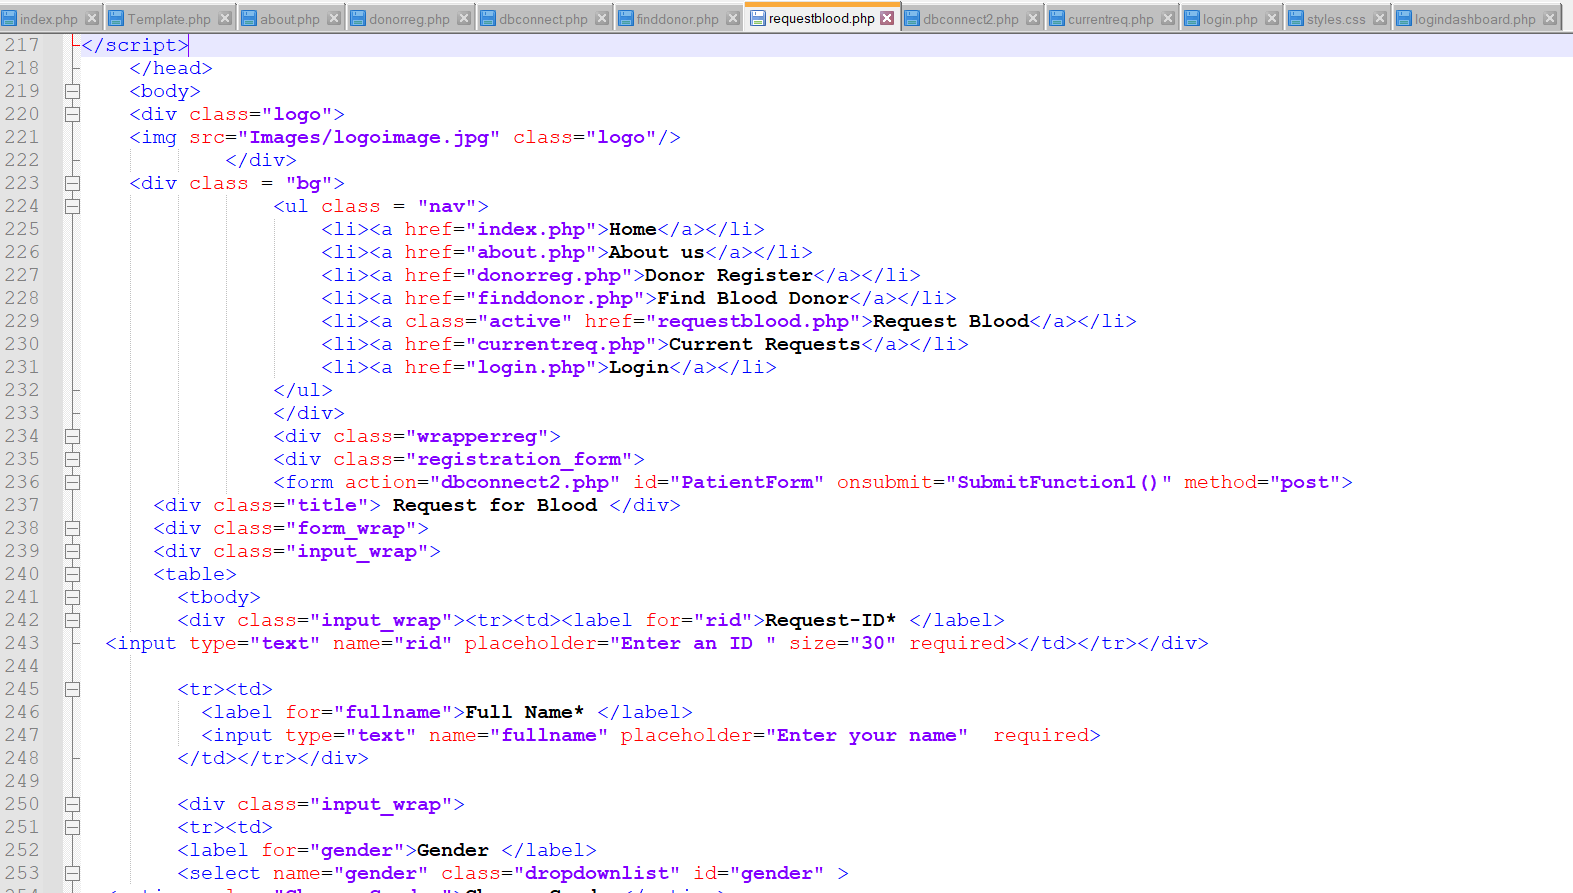 index.php Template.php about.php donorreg.php dbconnect.php finddonor.php requestblood.php dbconnect2.php currentreq.php login.php styles.css logindashboard.php
217 </script>
218 </head>
219 <body>
220 <div class="logo">
221 <img src="Images/logoimage.jpg" class="logo"/>
222 </div>
223 <div class = "bg">
224 <ul class = "nav">
225 <li><a href="index.php">Home</a></li>
226 <li><a href="about.php">About us</a></li>
227 <li><a href="donorreg.php">Donor Register</a></li>
228 <li><a href="finddonor.php">Find Blood Donor</a></li>
229 <li><a class="active" href="requestblood.php">Request Blood</a></li>
230 <li><a href="currentreq.php">Current Requests</a></li>
231 <li><a href="login.php">Login</a></li>
232 </ul>
233 </div>
234 <div class="wrapperreg">
235 <div class="registration_form">
236 <form action="dbconnect2.php" id="PatientForm" onsubmit="SubmitFunction1()" method="post">
237 <div class="title"> Request for Blood </div>
238 <div class="form_wrap">
239 <div class="input_wrap">
240 <table>
241 <tbody>
242 <div class="input_wrap"><tr><td><label for="rid">Request-ID* </label>
243 <input type="text" name="rid" placeholder="Enter an ID " size="30" required></td></tr></div>
244
245 <tr><td>
246 <label for="fullname">Full Name* </label>
247 <input type="text" name="fullname" placeholder="Enter your name"  required>
248 </td></tr></div>
249
250 <div class="input_wrap">
251 <tr><td>
252 <label for="gender">Gender </label>
253 <select name="gender" class="dropdownlist" id="gender" >